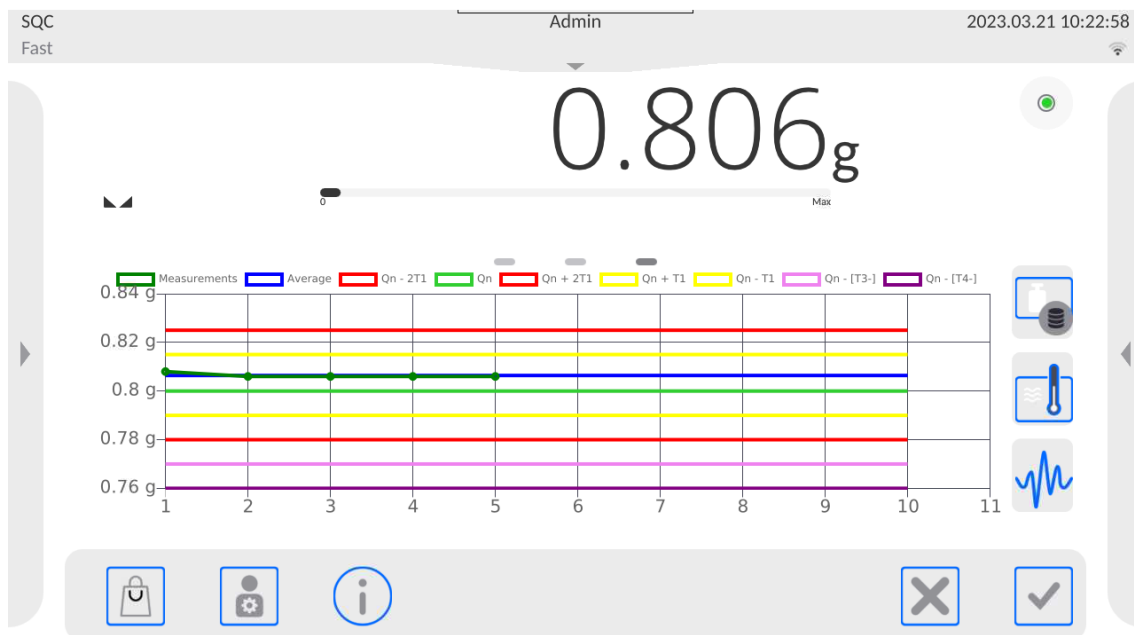 SQC Admin 2023.03.21 10:22:58
Fast
0.806g
0 Max
Measurements Average Qn - 2T1 Qn Qn + 2T1 Qn + T1 Qn - T1 Qn - [T3-] Qn - [T4-]
0.84 g
0.82 g
0.8 g
0.78 g
0.76 g
1 2 3 4 5 6 7 8 9 10 11